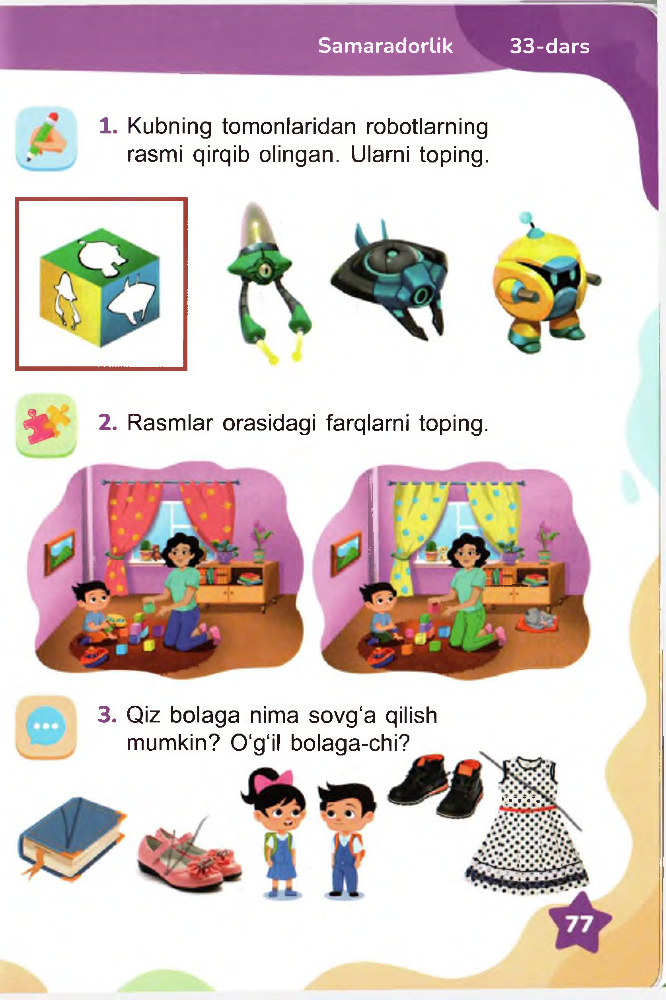 Samaradorlik 33-dars
1. Kubning tomonlaridan robotlarning
rasmi qirqib olingan. Ularni toping.
2. Rasmlar orasidagi farqlarni toping.
3. Qiz bolaga nima sovg‘a qilish
mumkin? O‘g‘il bolaga-chi?
77